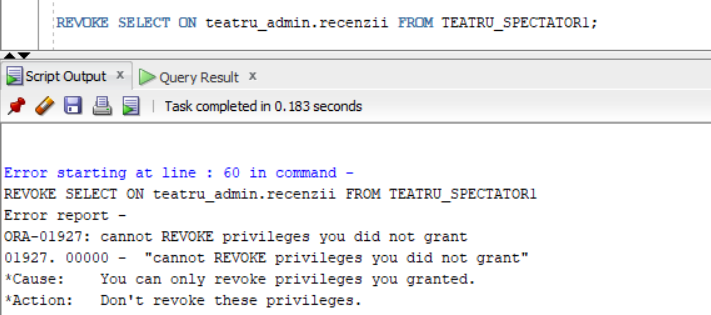 REVOKE SELECT ON teatru_admin.recenzii FROM TEATRU_SPECTATOR1;
Script Output x Query Result x
Task completed in 0.183 seconds
Error starting at line : 60 in command -
REVOKE SELECT ON teatru_admin.recenzii FROM TEATRU_SPECTATOR1
Error report -
ORA-01927: cannot REVOKE privileges you did not grant
01927. 00000 -  "cannot REVOKE privileges you did not grant"
*Cause:    You can only revoke privileges you granted.
*Action:   Don't revoke these privileges.